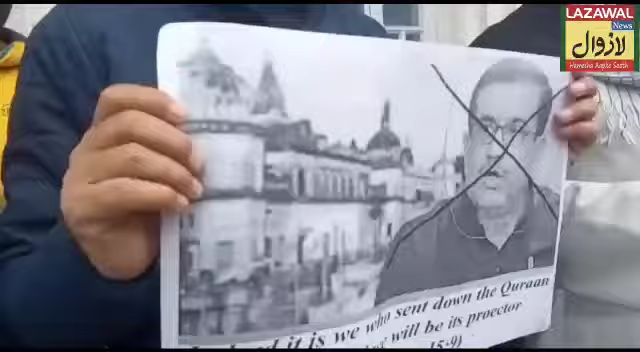 LAZAWAL
News
لازوال
Hamesha Aapke Saath
it is we who sent down the Quraan
will be its proector
15:9)